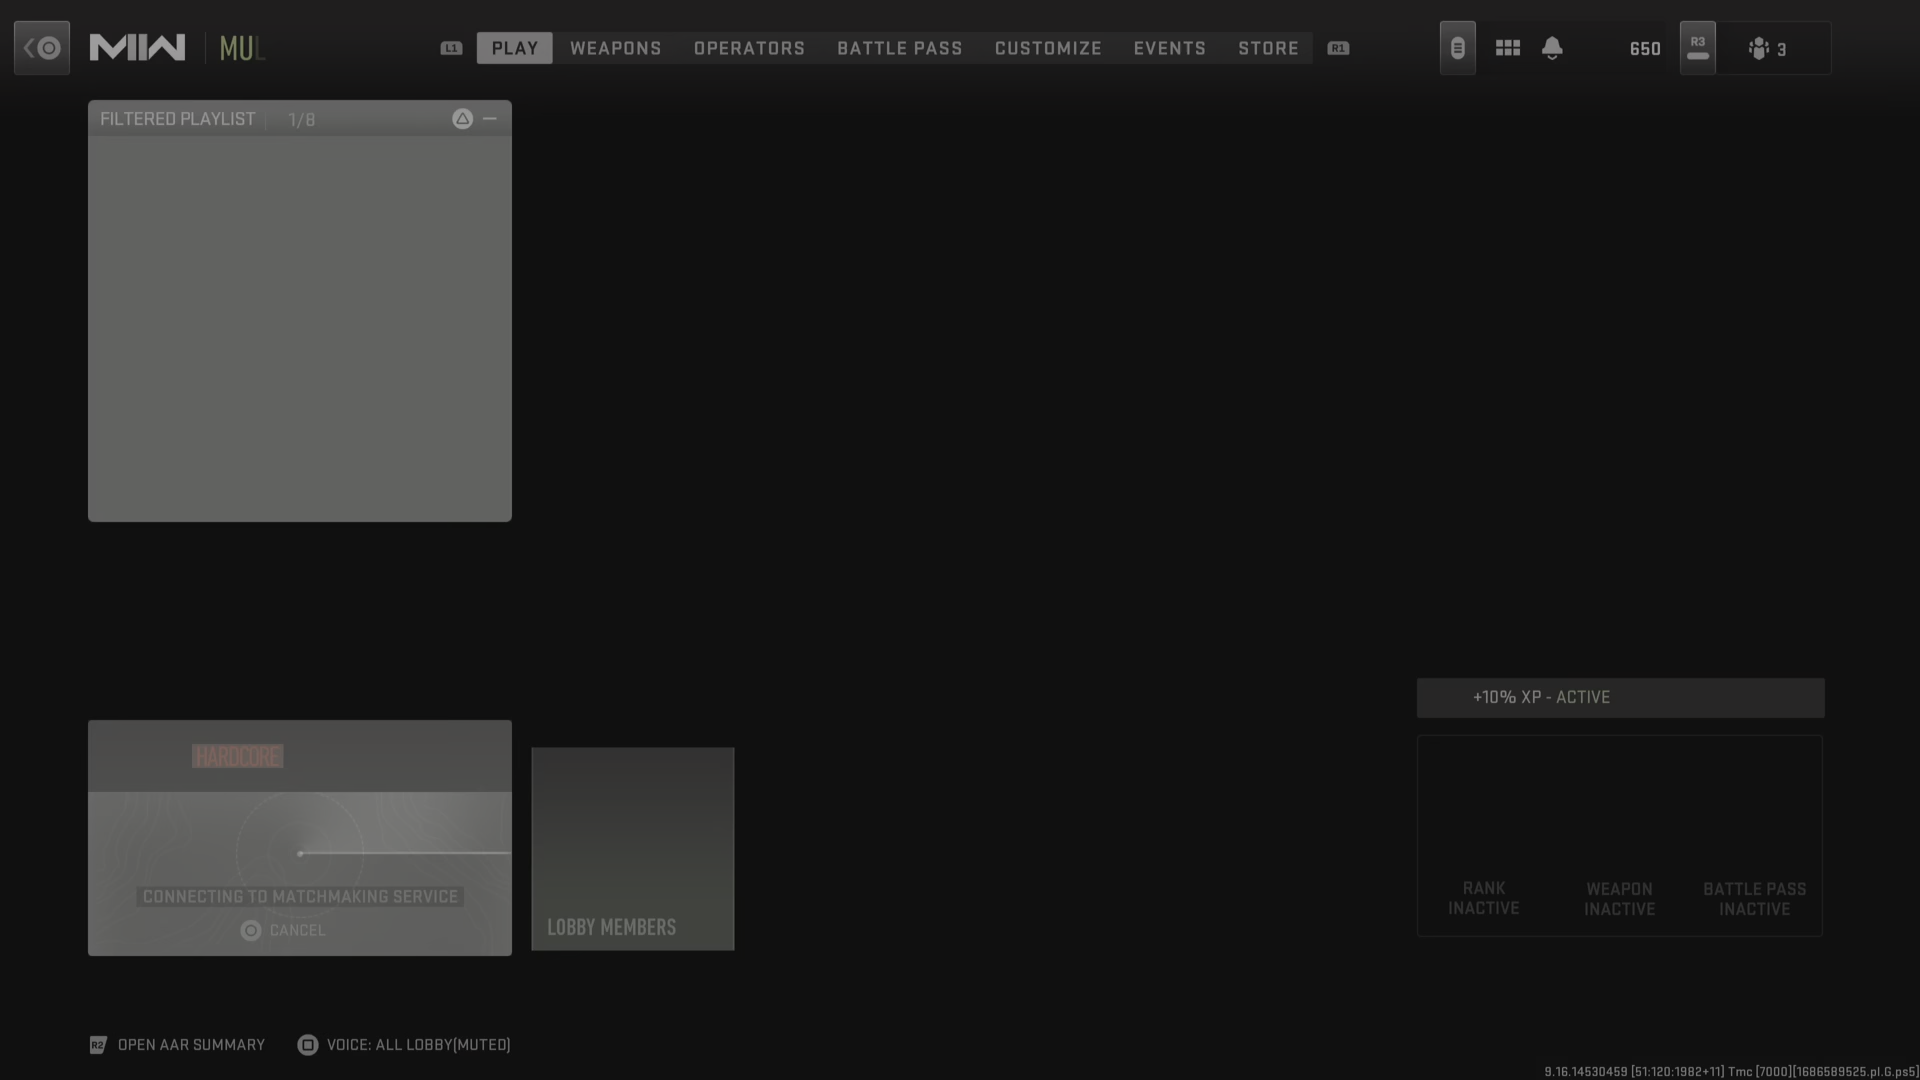 MW MUL L1 PLAY WEAPONS OPERATORS BATTLE PASS CUSTOMIZE EVENTS STORE R1 650 R3 3
FILTERED PLAYLIST 1/8
+10% XP - ACTIVE
HARDCORE
CONNECTING TO MATCHMAKING SERVICE
CANCEL
LOBBY MEMBERS
RANK
INACTIVE
WEAPON
INACTIVE
BATTLE PASS
INACTIVE
R2 OPEN AAR SUMMARY VOICE: ALL LOBBY(MUTED)
9.16.14530459 [51:120:1982+11] Tmc [7000][1686589525.pl.G.ps5]